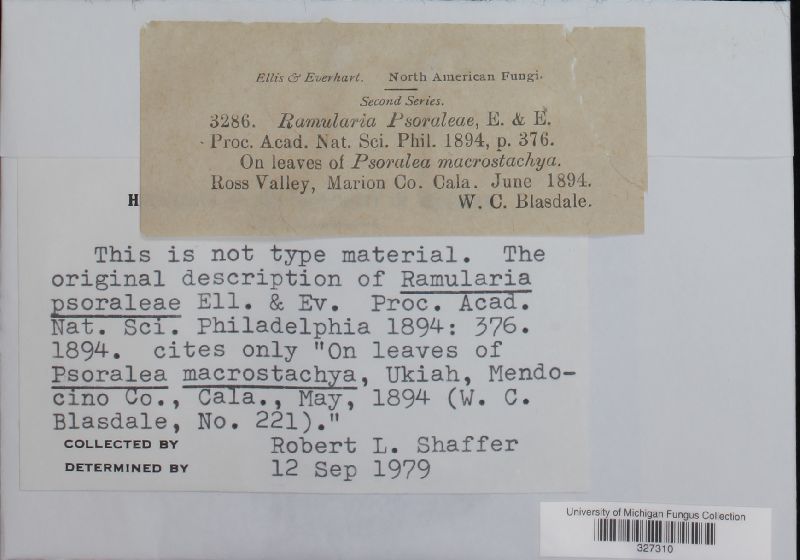 Ellis & Everhart. North American Fungi.
Second Series.
3286. Ramularia Psoraleae, E. & E.
Proc. Acad. Nat. Sci. Phil. 1894, p. 376.
On leaves of Psoralea macrostachya.
Ross Valley, Marion Co. Cala. June 1894.
W. C. Blasdale.
H
This is not type material. The
original description of Ramularia
psoraleae Ell. & Ev. Proc. Acad.
Nat. Sci. Philadelphia 1894: 376.
1894. cites only "On leaves of
Psoralea macrostachya, Ukiah, Mendo-
cino Co., Cala., May, 1894 (W. C.
Blasdale, No. 221)."
COLLECTED BY Robert L. Shaffer
DETERMINED BY 12 Sep 1979
University of Michigan Fungus Collection
327310